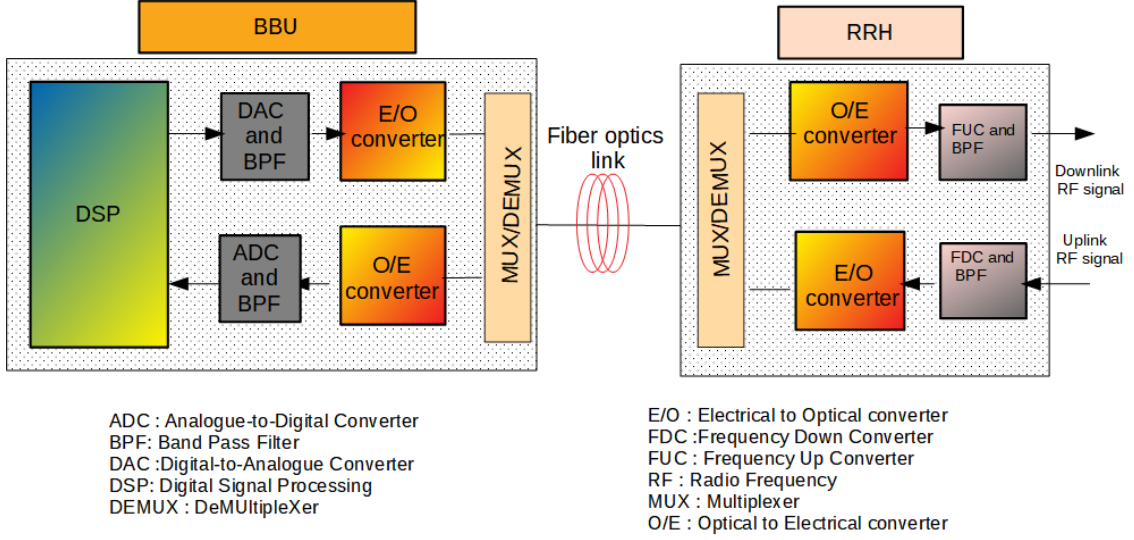 BBU
RRH
DSP
DAC
and
BPF
E/O
converter
ADC
and
BPF
O/E
converter
MUX/DEMUX
Fiber optics
link
MUX/DEMUX
O/E
converter
FUC and
BPF
Downlink
RF signal
E/O
converter
FDC and
BPF
Uplink
RF signal
ADC : Analogue-to-Digital Converter
BPF: Band Pass Filter
DAC :Digital-to-Analogue Converter
DSP: Digital Signal Processing
DEMUX : DeMUltipleXer
E/O : Electrical to Optical converter
FDC :Frequency Down Converter
FUC : Frequency Up Converter
RF : Radio Frequency
MUX : Multiplexer
O/E : Optical to Electrical converter